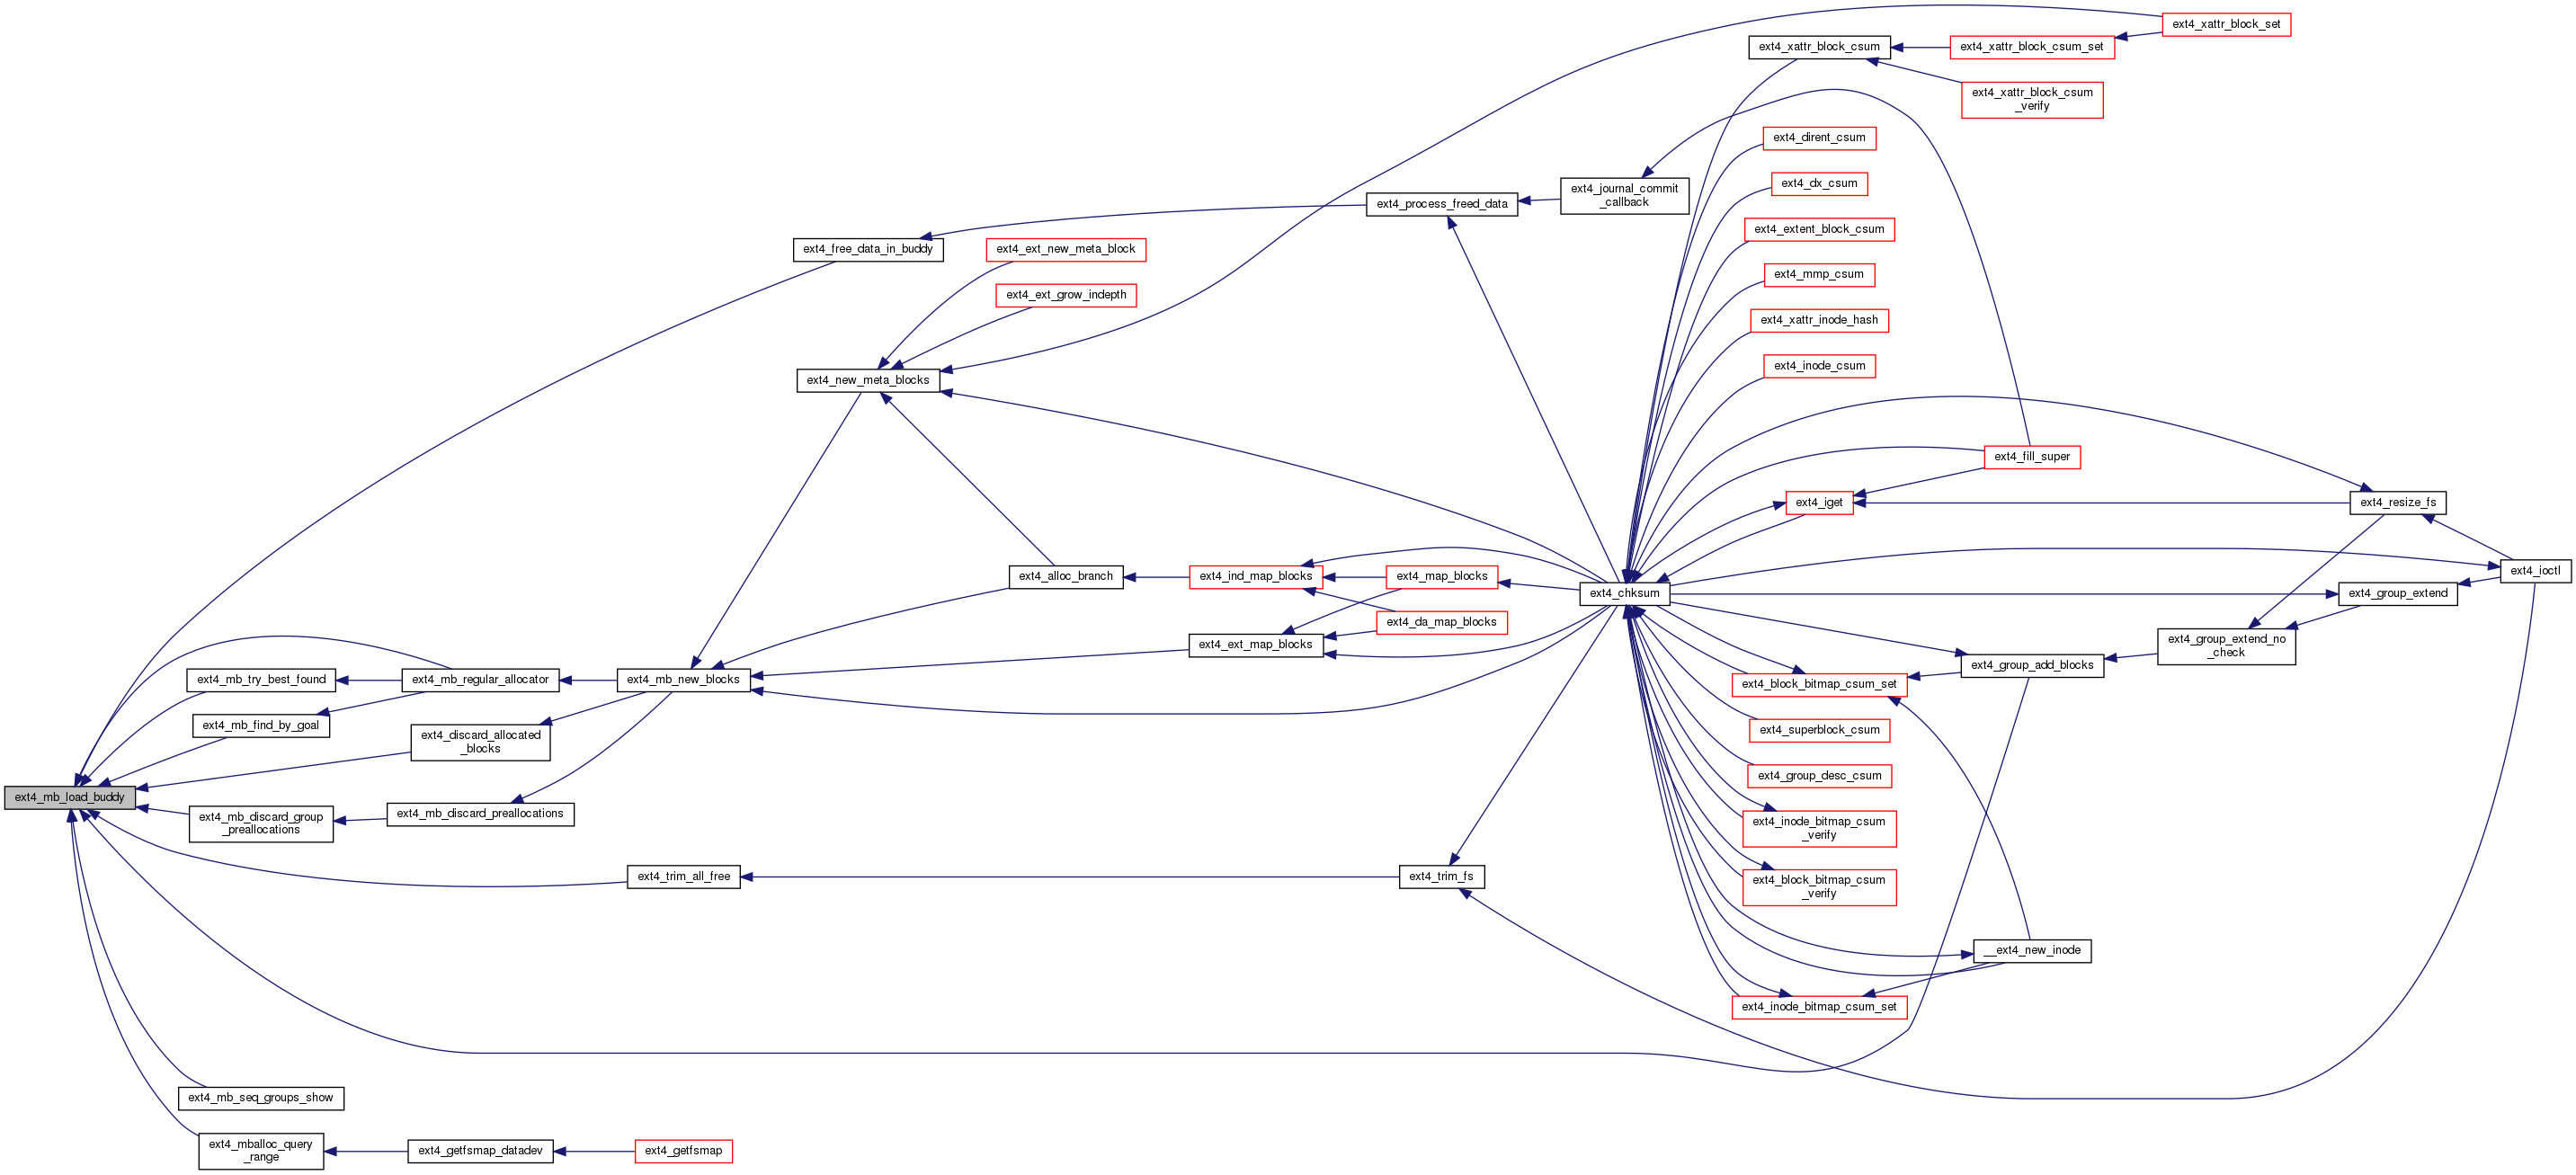 ext4_xattr_block_set
ext4_xattr_block_csum
ext4_xattr_block_csum_set
ext4_xattr_block_csum
_verify
ext4_dirent_csum
ext4_dx_csum
ext4_journal_commit
_callback
ext4_process_freed_data
ext4_extent_block_csum
ext4_free_data_in_buddy
ext4_ext_new_meta_block
ext4_mmp_csum
ext4_ext_grow_indepth
ext4_xattr_inode_hash
ext4_inode_csum
ext4_new_meta_blocks
ext4_fill_super
ext4_iget
ext4_resize_fs
ext4_ioctl
ext4_alloc_branch
ext4_ind_map_blocks
ext4_map_blocks
ext4_chksum
ext4_group_extend
ext4_da_map_blocks
ext4_ext_map_blocks
ext4_group_extend_no
_check
ext4_group_add_blocks
ext4_mb_try_best_found
ext4_mb_regular_allocator
ext4_mb_new_blocks
ext4_block_bitmap_csum_set
ext4_mb_find_by_goal
ext4_superblock_csum
ext4_discard_allocated
_blocks
ext4_group_desc_csum
ext4_mb_load_buddy
ext4_mb_discard_group
_preallocations
ext4_mb_discard_preallocations
ext4_inode_bitmap_csum
_verify
ext4_trim_all_free
ext4_trim_fs
ext4_block_bitmap_csum
_verify
__ext4_new_inode
ext4_inode_bitmap_csum_set
ext4_mb_seq_groups_show
ext4_mballoc_query
_range
ext4_getfsmap_datadev
ext4_getfsmap